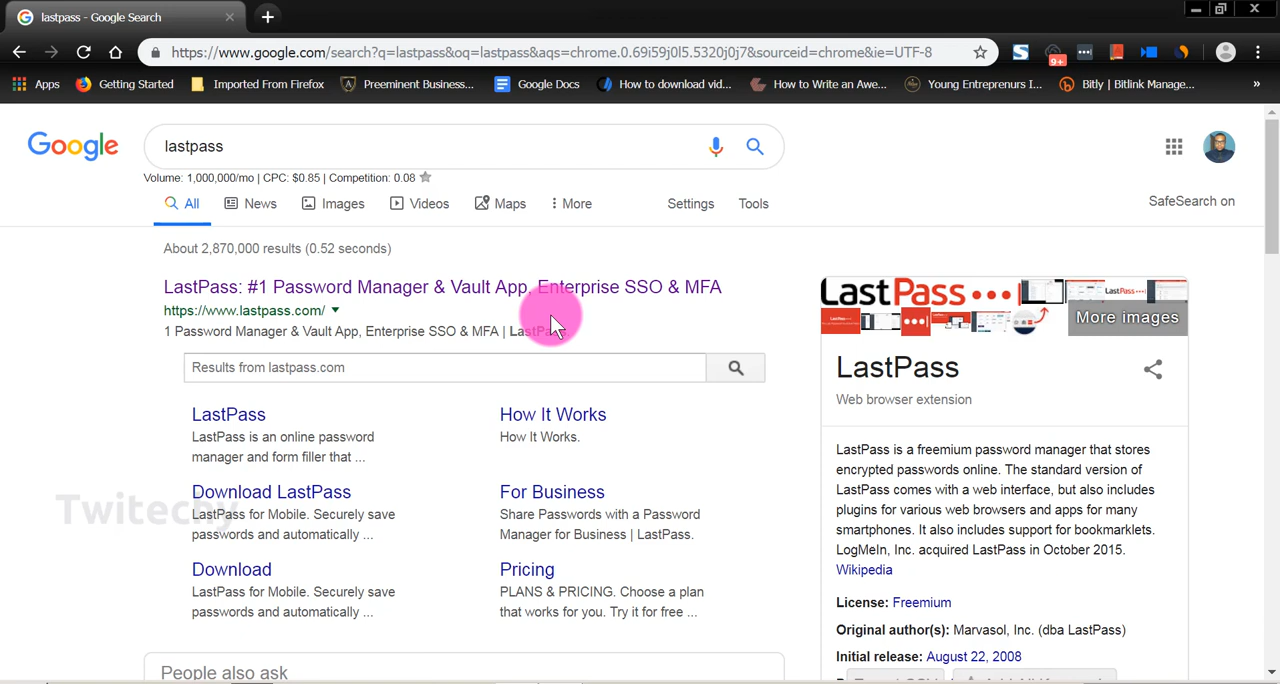 lastpass - Google Search
https://www.google.com/search?q=lastpass&oq=lastpass&aqs=chrome.0.69i59j0l5.5320j0j7&sourceid=chrome&ie=UTF-8
9+
Apps
Getting Started
Imported From Firefox
Preeminent Business...
Google Docs
How to download vid...
How to Write an Awe...
Young Entreprenurs I...
Bitly | Bitlink Manage...
»
Google
lastpass
Volume: 1,000,000/mo | CPC: $0.85 | Competition: 0.08
All
News
Images
Videos
Maps
More
Settings
Tools
SafeSearch on
About 2,870,000 results (0.52 seconds)
LastPass: #1 Password Manager & Vault App, Enterprise SSO & MFA
https://www.lastpass.com/
1 Password Manager & Vault App, Enterprise SSO & MFA | LastPa
Results from lastpass.com
LastPass
LastPass is an online password
manager and form filler that ...
How It Works
How It Works.
Download LastPass
LastPass for Mobile. Securely save
passwords and automatically ...
For Business
Share Passwords with a Password
Manager for Business | LastPass.
Download
LastPass for Mobile. Securely save
passwords and automatically ...
Pricing
PLANS & PRICING. Choose a plan
that works for you. Try it for free ...
People also ask
Twitechy
LastPass
LastPass
More images
LastPass
Web browser extension
LastPass is a freemium password manager that stores
encrypted passwords online. The standard version of
LastPass comes with a web interface, but also includes
plugins for various web browsers and apps for many
smartphones. It also includes support for bookmarklets.
LogMeIn, Inc. acquired LastPass in October 2015.
Wikipedia
License: Freemium
Original author(s): Marvasol, Inc. (dba LastPass)
Initial release: August 22, 2008